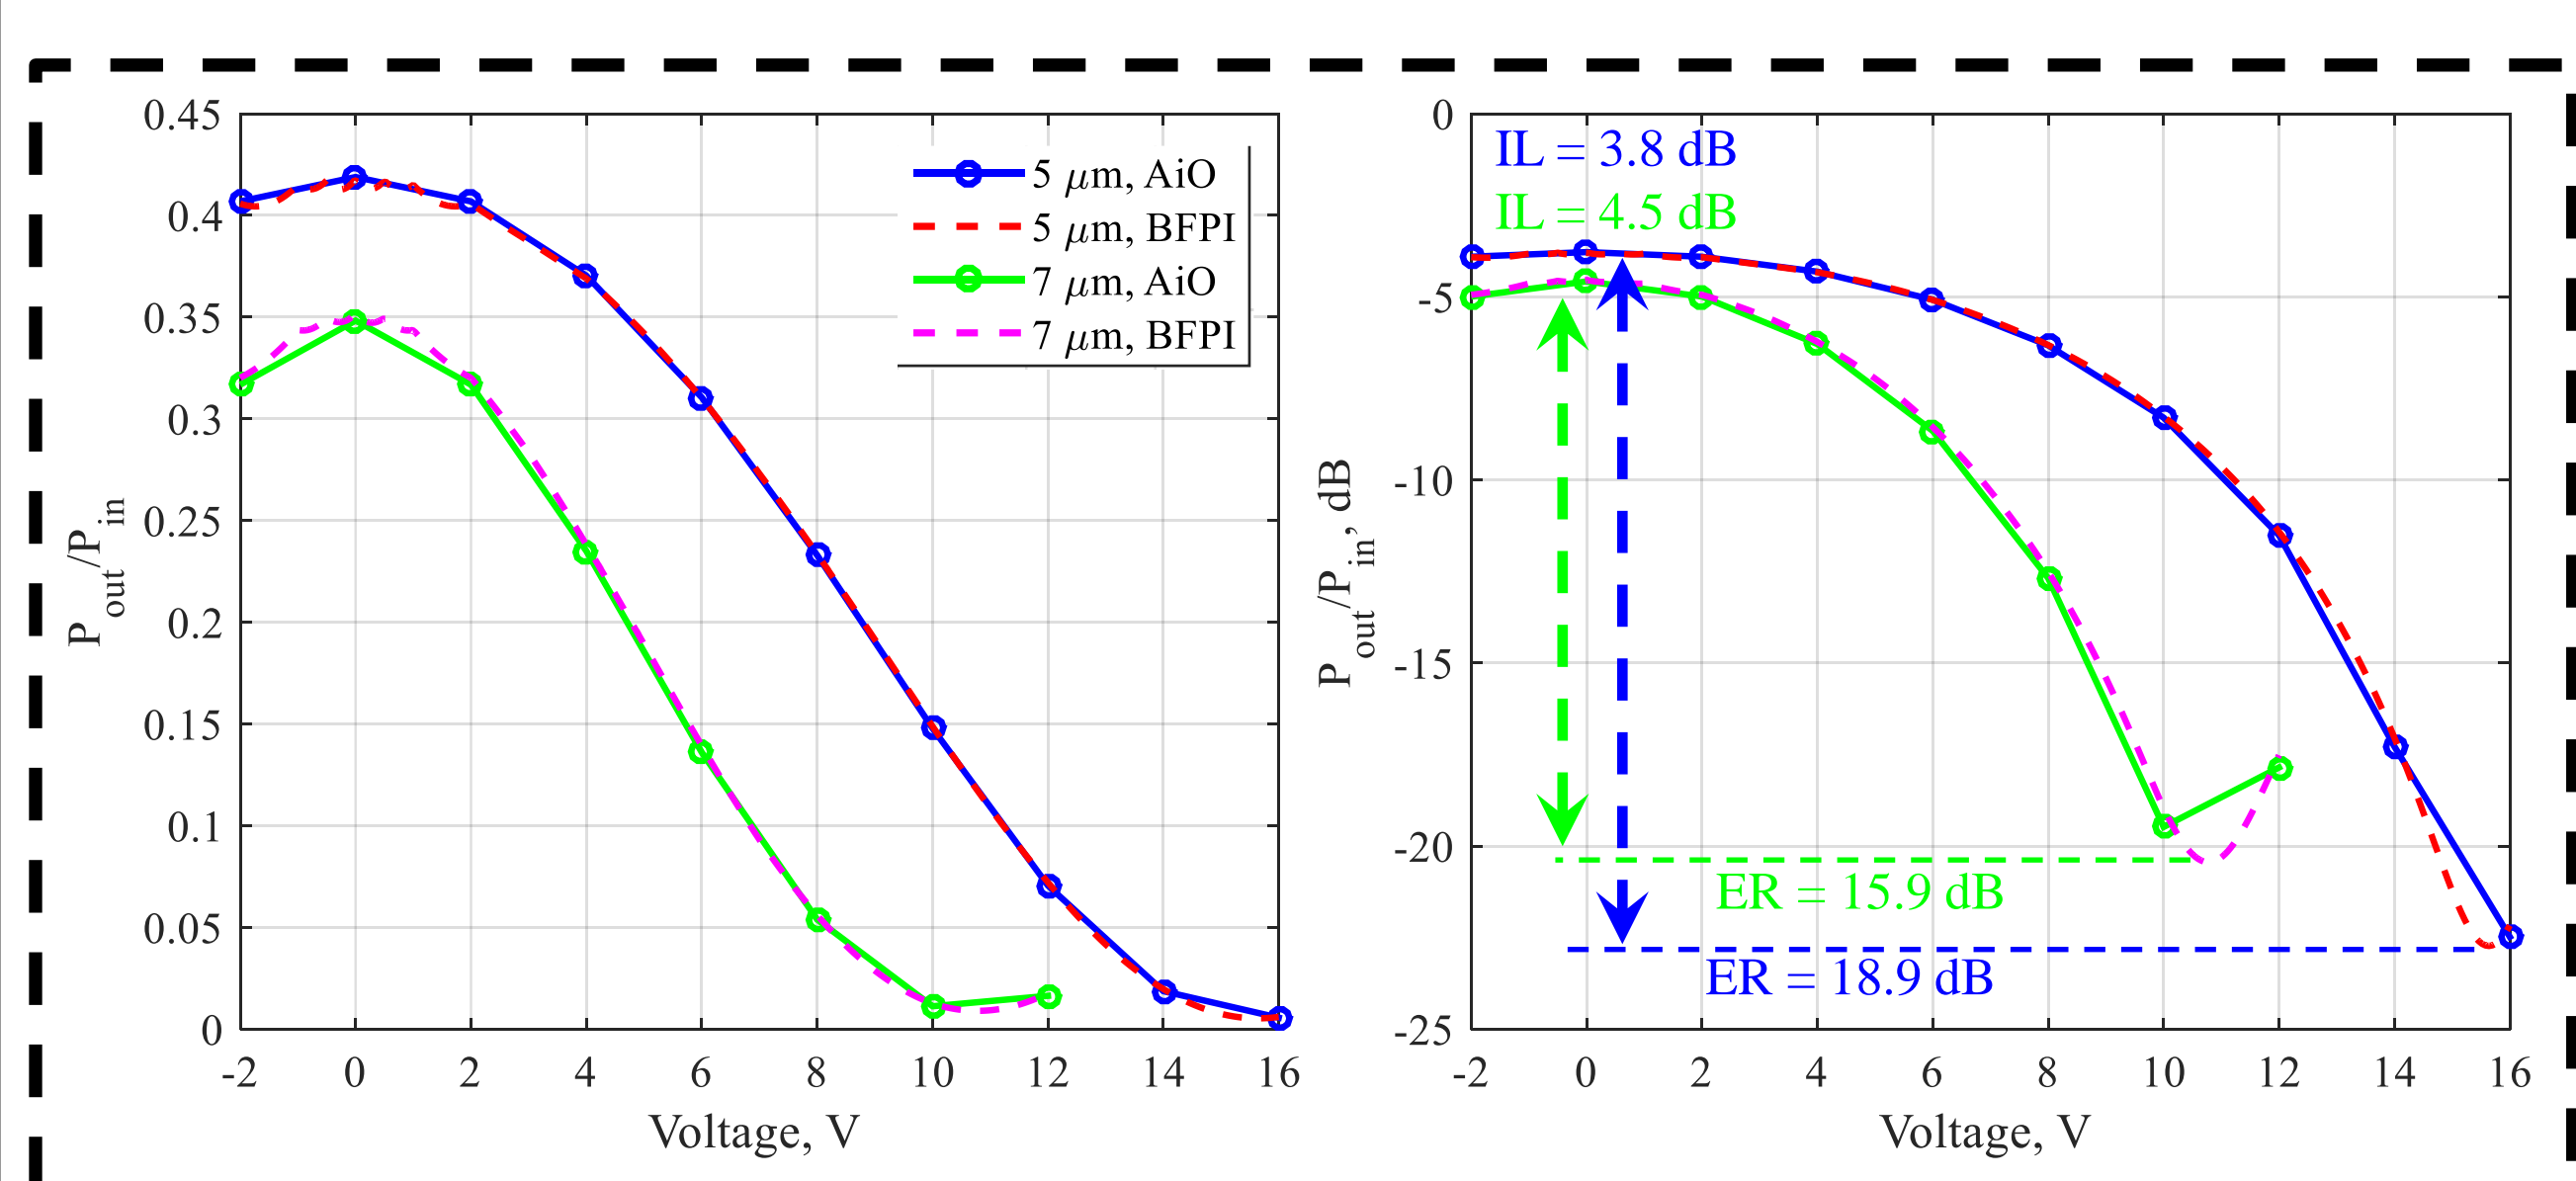 0.45
0.4
0.35
0.3
0.25
0.2
0.15
0.1
0.05
0
-2 0 2 4 6 8 10 12 14 16
Voltage, V
P_out/P_in
5 μm, AiO
5 μm, BFPI
7 μm, AiO
7 μm, BFPI
0
-5
-10
-15
-20
-25
-2 0 2 4 6 8 10 12 14 16
Voltage, V
P_out/P_in, dB
IL = 3.8 dB
IL = 4.5 dB
ER = 15.9 dB
ER = 18.9 dB